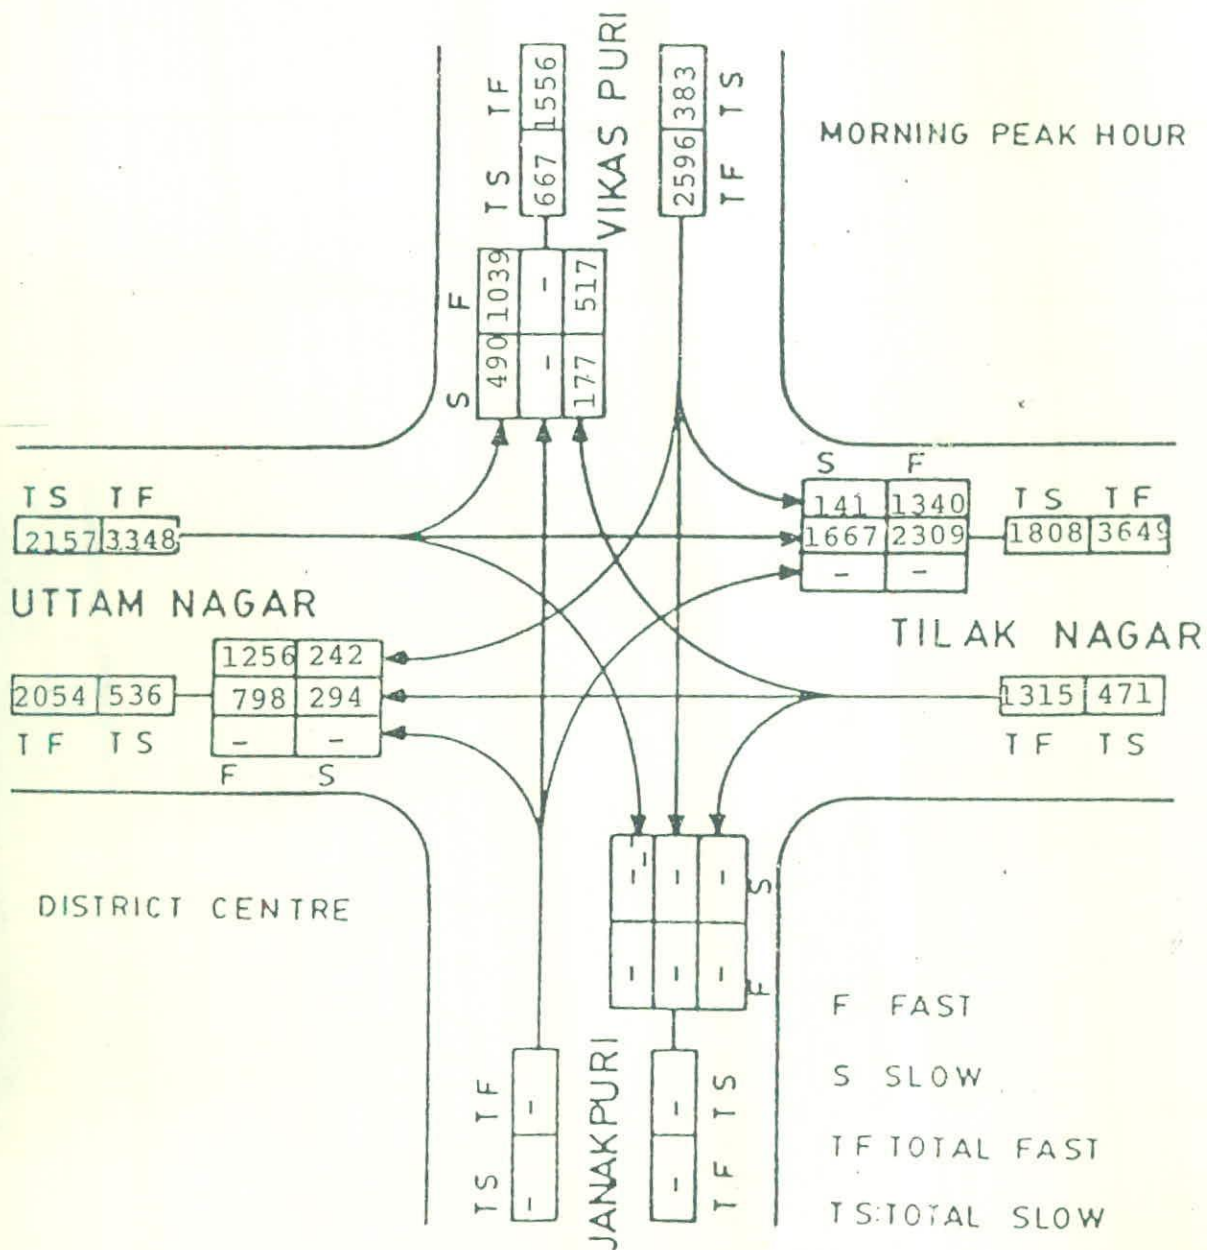 VIKAS PURI
TS TF
667 1556
2596 383
TF TS
MORNING PEAK HOUR
S F
490 1039
- -
177 517
TS TF
2157 3348
UTTAM NAGAR
S F
141 1340
1667 2309
- -
TS TF
1808 3649
TILAK NAGAR
1256 242
798 294
- -
F S
2054 536
TF TS
1315 471
TF TS
DISTRICT CENTRE
- - -
S
- - -
F
JANAKPURI
TS TF
- -
- -
TF TS
F FAST
S SLOW
TF TOTAL FAST
TS:TOTAL SLOW